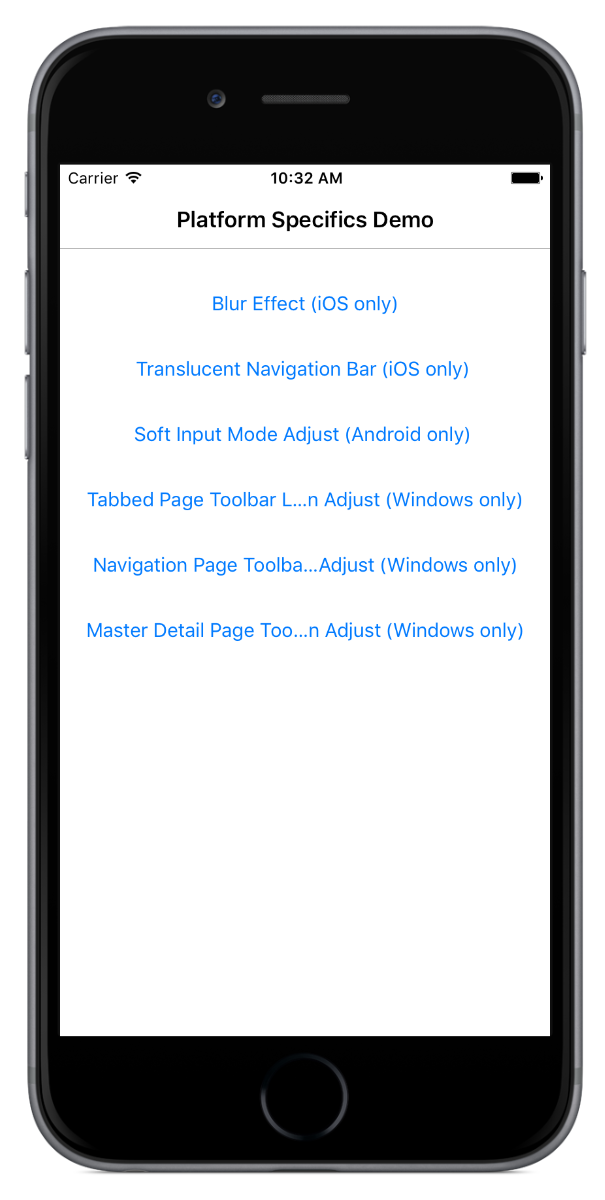 Carrier 10:32 AM
Platform Specifics Demo
Blur Effect (iOS only)
Translucent Navigation Bar (iOS only)
Soft Input Mode Adjust (Android only)
Tabbed Page Toolbar L...n Adjust (Windows only)
Navigation Page Toolba...Adjust (Windows only)
Master Detail Page Too...n Adjust (Windows only)